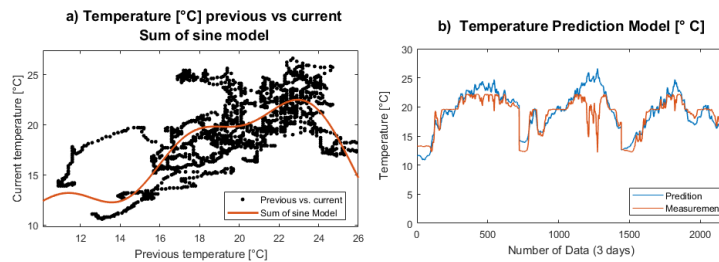 a) Temperature [°C] previous vs current
Sum of sine model
25
20
15
10
Current temperature [°C]
12 14 16 18 20 22 24 26
Previous temperature [°C]
Previous vs. current
Sum of sine Model
b) Temperature Prediction Model [° C]
30
25
20
15
10
5
0
Temperature [°C]
0 500 1000 1500 2000
Number of Data (3 days)
Predition
Measurement